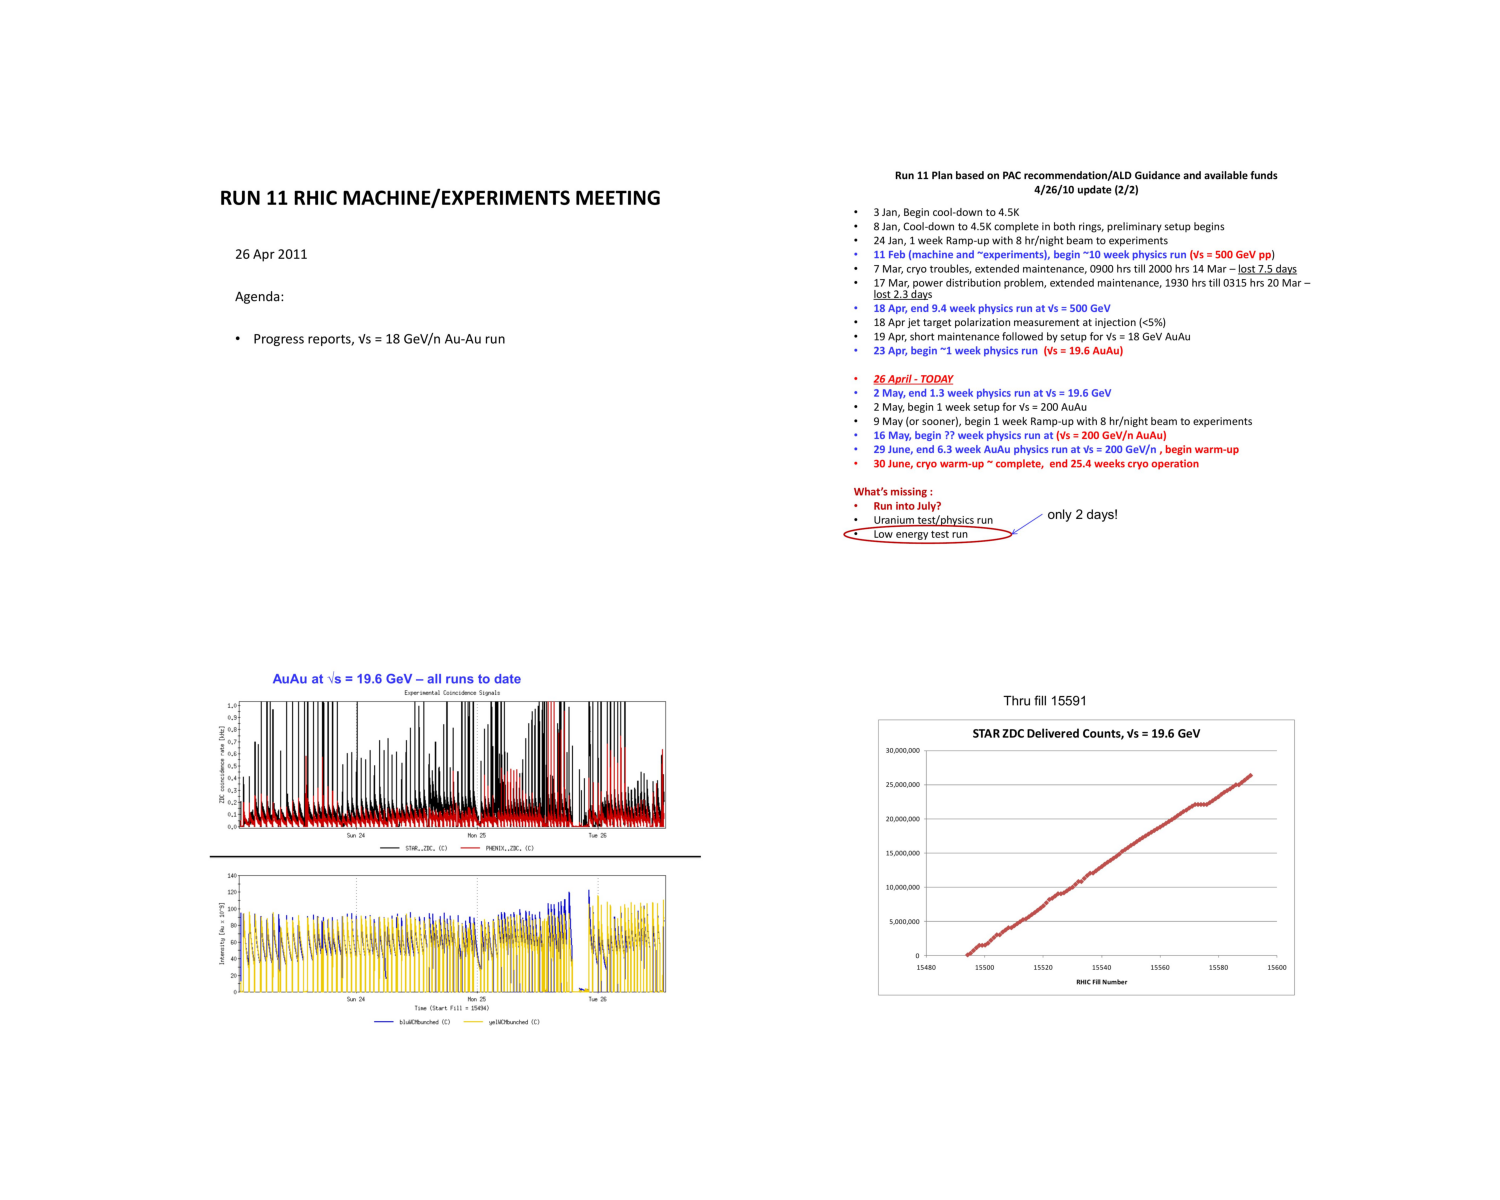 RUN 11 RHIC MACHINE/EXPERIMENTS MEETING
26 Apr 2011
Agenda:
• Progress reports, √s = 18 GeV/n Au-Au run
Run 11 Plan based on PAC recommendation/ALD Guidance and available funds
4/26/10 update (2/2)
• 3 Jan, Begin cool-down to 4.5K
• 8 Jan, Cool-down to 4.5K complete in both rings, preliminary setup begins
• 24 Jan, 1 week Ramp-up with 8 hr/night beam to experiments
• 11 Feb (machine and ~experiments), begin ~10 week physics run (√s = 500 GeV pp)
• 7 Mar, cryo troubles, extended maintenance, 0900 hrs till 2000 hrs 14 Mar – lost 7.5 days
• 17 Mar, power distribution problem, extended maintenance, 1930 hrs till 0315 hrs 20 Mar –
lost 2.3 days
• 18 Apr, end 9.4 week physics run at √s = 500 GeV
• 18 Apr jet target polarization measurement at injection (<5%)
• 19 Apr, short maintenance followed by setup for √s = 18 GeV AuAu
• 23 Apr, begin ~1 week physics run (√s = 19.6 AuAu)
• 26 April - TODAY
• 2 May, end 1.3 week physics run at √s = 19.6 GeV
• 2 May, begin 1 week setup for √s = 200 AuAu
• 9 May (or sooner), begin 1 week Ramp-up with 8 hr/night beam to experiments
• 16 May, begin ?? week physics run at (√s = 200 GeV/n AuAu)
• 29 June, end 6.3 week AuAu physics run at √s = 200 GeV/n , begin warm-up
• 30 June, cryo warm-up ~ complete, end 25.4 weeks cryo operation
What's missing :
• Run into July?
• Uranium test/physics run
• Low energy test run
only 2 days!
AuAu at √s = 19.6 GeV – all runs to date
Experimental Coincidence Signals
ZDC coincidence rate [kHz]
1.0
0.9
0.8
0.7
0.6
0.5
0.4
0.3
0.2
0.1
0.0
Sun 24 Mon 25 Tue 26
STAR,.ZDC, (C) PHENIX,.ZDC, (C)
Intensity [Au x 10^9]
140
120
100
80
60
40
20
0
Sun 24 Mon 25 Tue 26
Time (Start Fill = 15494)
bluWCMbunched (C) yelWCMbunched (C)
Thru fill 15591
STAR ZDC Delivered Counts, √s = 19.6 GeV
30,000,000
25,000,000
20,000,000
15,000,000
10,000,000
5,000,000
0
15480 15500 15520 15540 15560 15580 15600
RHIC Fill Number